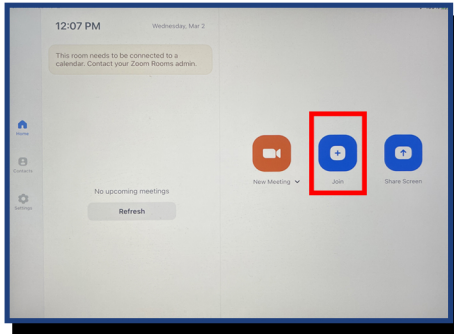 12:07 PM
Wednesday, Mar 2
This room needs to be connected to a
calendar. Contact your Zoom Rooms admin.
Home
Contacts
Settings
No upcoming meetings
Refresh
New Meeting
Join
Share Screen